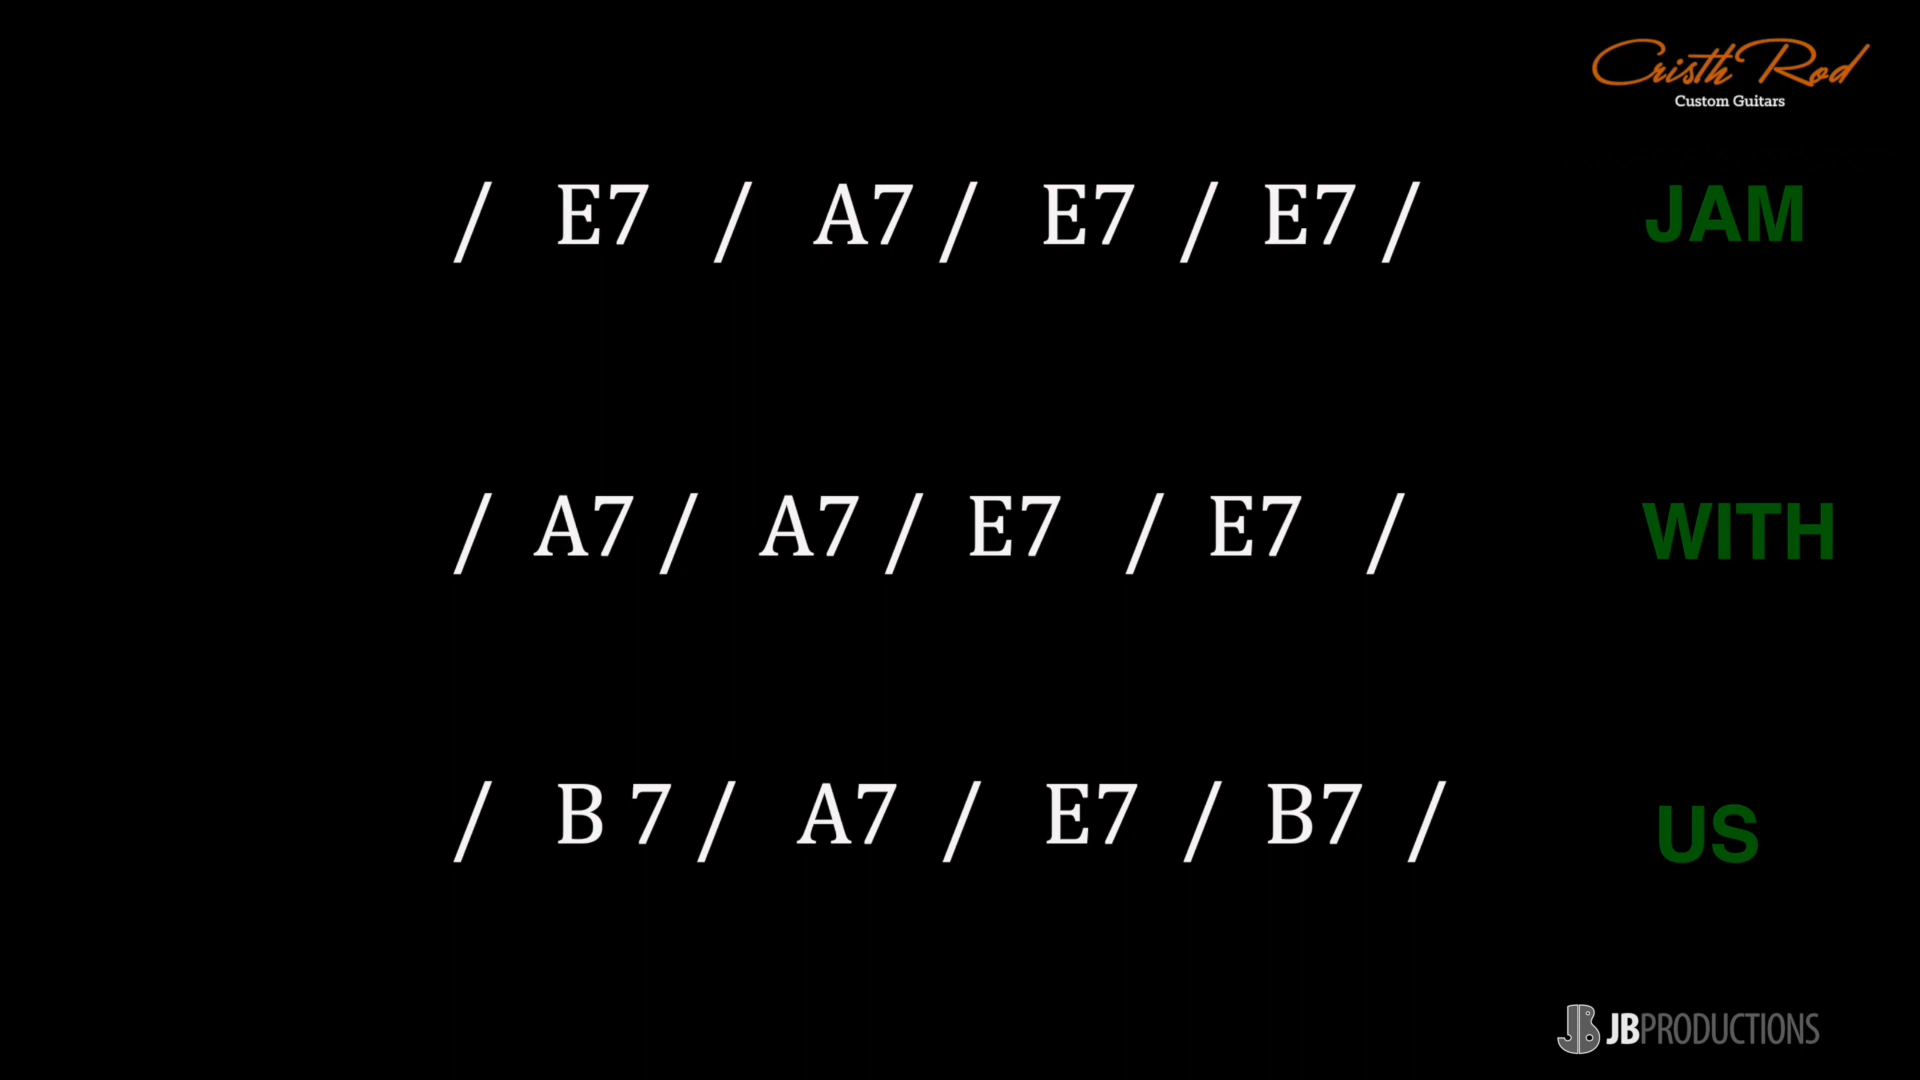 Cristh Rod
Custom Guitars
/ E7 / A7 / E7 / E7 / JAM
/ A7 / A7 / E7 / E7 / WITH
/ B 7 / A7 / E7 / B7 / US
JBPRODUCTIONS